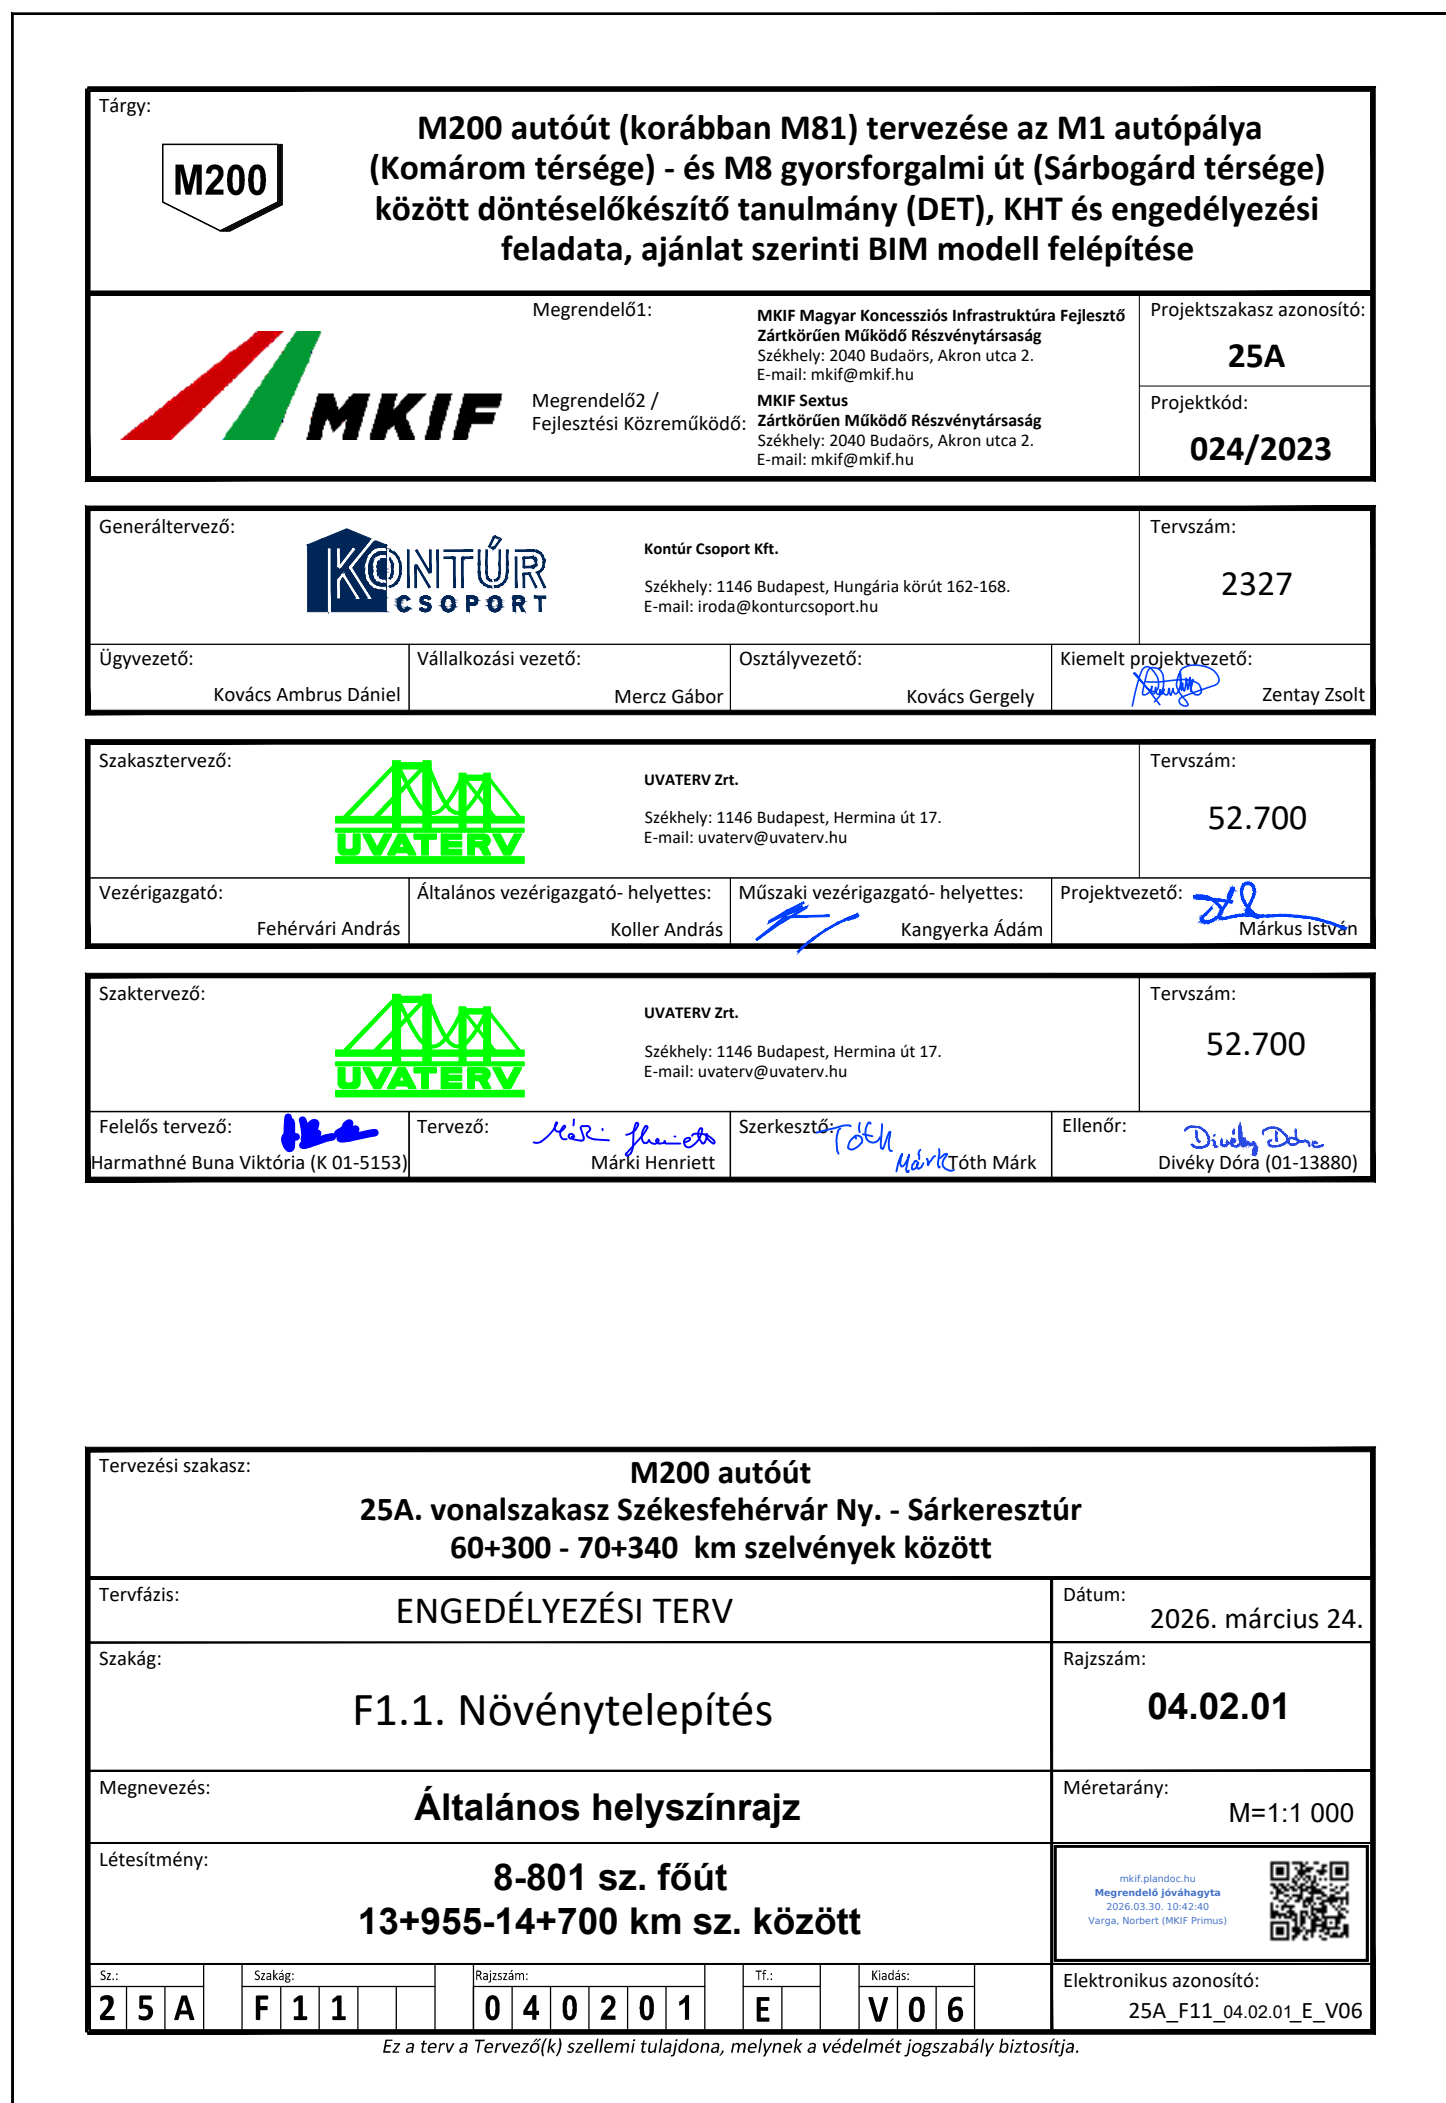 Tárgy:
M200
M200 autóút (korábban M81) tervezése az M1 autópálya
(Komárom térsége) - és M8 gyorsforgalmi út (Sárbogárd térsége)
között döntéselőkészítő tanulmány (DET), KHT és engedélyezési
feladata, ajánlat szerinti BIM modell felépítése
MKIF
Megrendelő1:
MKIF Magyar Koncessziós Infrastruktúra Fejlesztő
Zártkörűen Működő Részvénytársaság
Székhely: 2040 Budaörs, Akron utca 2.
E-mail: mkif@mkif.hu
Megrendelő2 /
Fejlesztési Közreműködő:
MKIF Sextus
Zártkörűen Működő Részvénytársaság
Székhely: 2040 Budaörs, Akron utca 2.
E-mail: mkif@mkif.hu
Projektszakasz azonosító:
25A
Projektkód:
024/2023
Generáltervező:
KONTÚR
CSOPORT
Kontúr Csoport Kft.
Székhely: 1146 Budapest, Hungária körút 162-168.
E-mail: iroda@konturcsoport.hu
Tervszám:
2327
Ügyvezető:
Kovács Ambrus Dániel
Vállalkozási vezető:
Mercz Gábor
Osztályvezető:
Kovács Gergely
Kiemelt projektvezető:
Zentay Zsolt
Szakasztervező:
UVATERV
UVATERV Zrt.
Székhely: 1146 Budapest, Hermina út 17.
E-mail: uvaterv@uvaterv.hu
Tervszám:
52.700
Vezérigazgató:
Fehérvári András
Általános vezérigazgató- helyettes:
Koller András
Műszaki vezérigazgató- helyettes:
Kangyerka Ádám
Projektvezető:
Márkus István
Szaktervező:
UVATERV
UVATERV Zrt.
Székhely: 1146 Budapest, Hermina út 17.
E-mail: uvaterv@uvaterv.hu
Tervszám:
52.700
Felelős tervező:
Harmathné Buna Viktória (K 01-5153)
Tervező:
Márki Henriett
Márki Henriett
Szerkesztő:
Tóth
Márk
Tóth Márk
Ellenőr:
Divéky Dóra
Divéky Dóra (01-13880)
Tervezési szakasz:
M200 autóút
25A. vonalszakasz Székesfehérvár Ny. - Sárkeresztúr
60+300 - 70+340 km szelvények között
Tervfázis:
ENGEDÉLYEZÉSI TERV
Dátum:
2026. március 24.
Szakág:
F1.1. Növénytelepítés
Rajzszám:
04.02.01
Megnevezés:
Általános helyszínrajz
Méretarány:
M=1:1 000
Létesítmény:
8-801 sz. főút
13+955-14+700 km sz. között
mkif.plandoc.hu
Megrendelő jóváhagyta
2026.03.30. 10:42:40
Varga, Norbert (MKIF Primus)
Sz.: Szakág: Rajzszám: Tf.: Kiadás:
2 5 A F 1 1 0 4 0 2 0 1 E V 0 6
Elektronikus azonosító:
25A_F11_04.02.01_E_V06
Ez a terv a Tervező(k) szellemi tulajdona, melynek a védelmét jogszabály biztosítja.